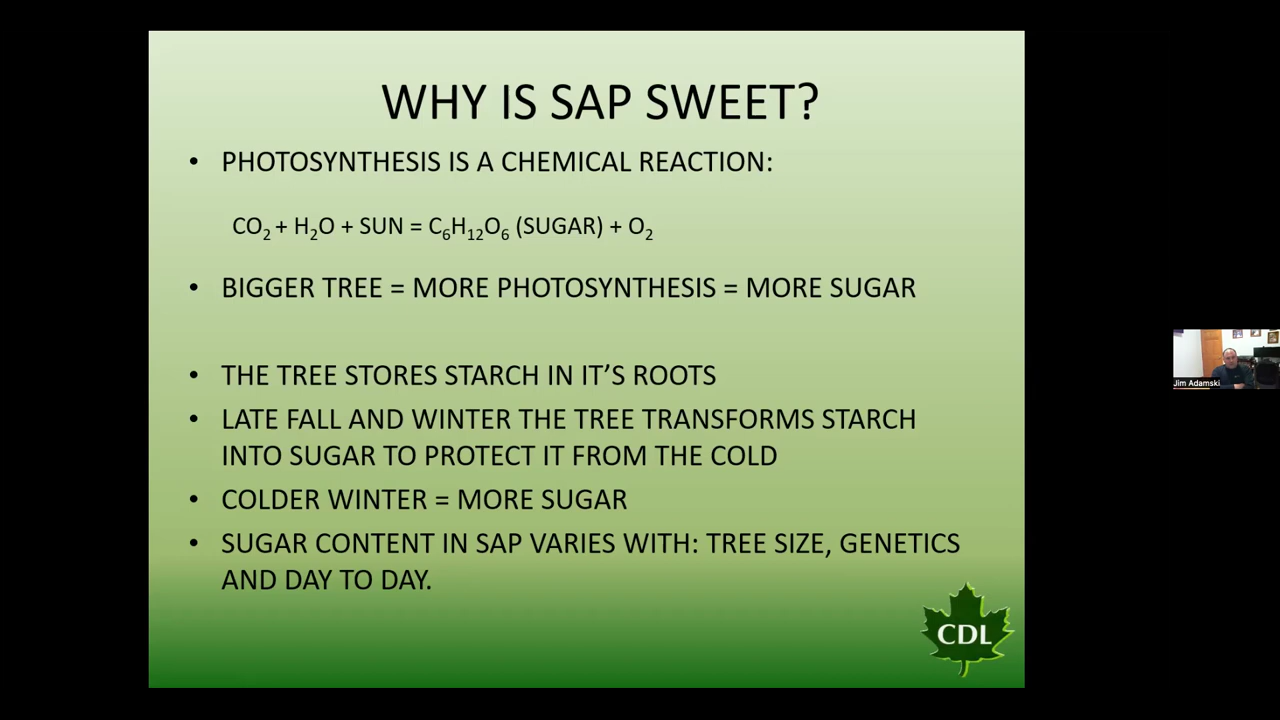 WHY IS SAP SWEET?
• PHOTOSYNTHESIS IS A CHEMICAL REACTION:
CO₂ + H₂O + SUN = C₆H₁₂O₆ (SUGAR) + O₂
• BIGGER TREE = MORE PHOTOSYNTHESIS = MORE SUGAR
• THE TREE STORES STARCH IN IT’S ROOTS
• LATE FALL AND WINTER THE TREE TRANSFORMS STARCH
INTO SUGAR TO PROTECT IT FROM THE COLD
• COLDER WINTER = MORE SUGAR
• SUGAR CONTENT IN SAP VARIES WITH: TREE SIZE, GENETICS
AND DAY TO DAY.
CDL
Jim Adamski